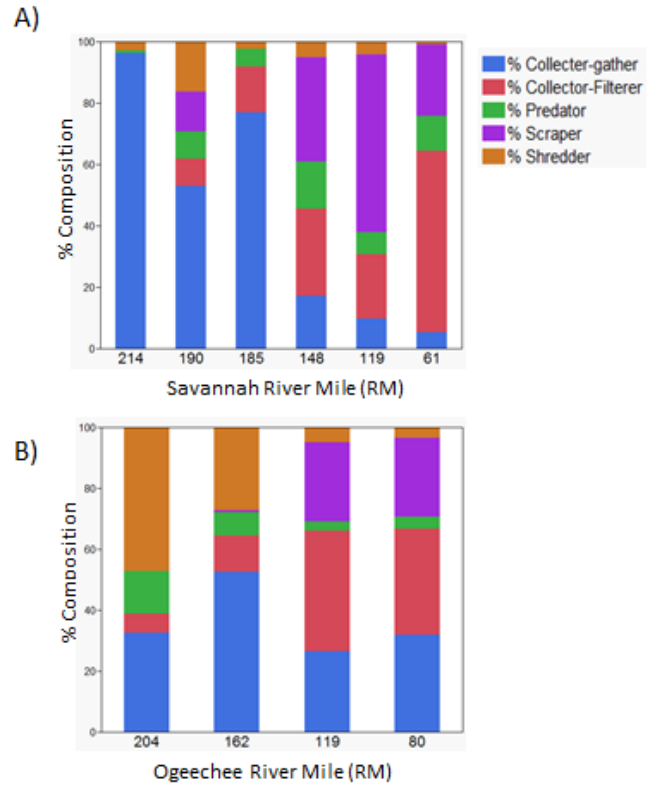 A)
100
80
60
40
20
0
% Composition
214 190 185 148 119 61
Savannah River Mile (RM)
% Collecter-gather
% Collector-Filterer
% Predator
% Scraper
% Shredder
B)
100
80
60
40
20
0
% Composition
204 162 119 80
Ogeechee River Mile (RM)